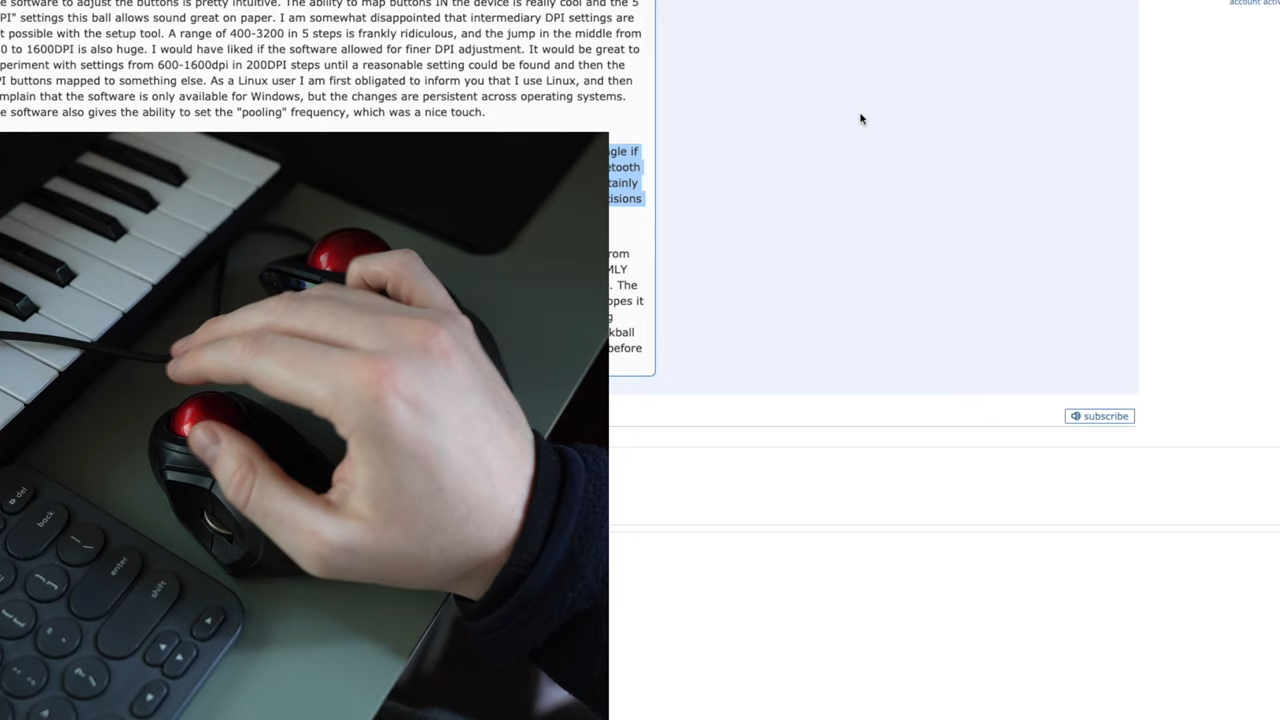 account activ
e software to adjust the buttons is pretty intuitive. The ability to map buttons IN the device is really cool and the 5
PI" settings this ball allows sound great on paper. I am somewhat disappointed that intermediary DPI settings are
t possible with the setup tool. A range of 400-3200 in 5 steps is frankly ridiculous, and the jump in the middle from
0 to 1600DPI is also huge. I would have liked if the software allowed for finer DPI adjustment. It would be great to
periment with settings from 600-1600dpi in 200DPI steps until a reasonable setting could be found and then the
PI buttons mapped to something else. As a Linux user I am first obligated to inform you that I use Linux, and then
mplain that the software is only available for Windows, but the changes are persistent across operating systems.
e software also gives the ability to set the "pooling" frequency, which was a nice touch.
gle if
etooth
tainly
isions
rom
MLY
. The
opes it
g
kball
before
subscribe
del
back
enter
shift